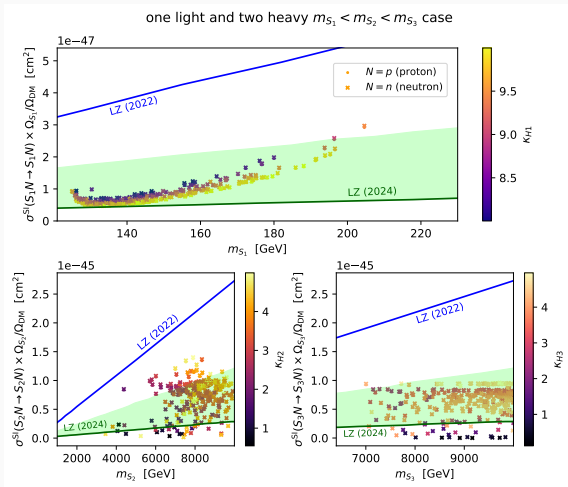 one light and two heavy m_{S_1} < m_{S_2} < m_{S_3} case
1e−47
σ^{SI}(S_1N → S_1N) × Ω_{S_1}/Ω_{DM} [cm²]
5
4
3
2
1
0
LZ (2022)
N = p (proton)
N = n (neutron)
LZ (2024)
140 160 180 200 220
m_{S_1} [GeV]
9.5
9.0
8.5
κ_{H1}
1e−45
σ^{SI}(S_2N → S_2N) × Ω_{S_2}/Ω_{DM} [cm²]
2.5
2.0
1.5
1.0
0.5
0.0
LZ (2022)
LZ (2024)
2000 4000 6000 8000
m_{S_2} [GeV]
4
3
2
1
κ_{H2}
1e−45
σ^{SI}(S_3N → S_3N) × Ω_{S_3}/Ω_{DM} [cm²]
2.5
2.0
1.5
1.0
0.5
0.0
LZ (2022)
LZ (2024)
7000 8000 9000
m_{S_3} [GeV]
4
3
2
1
κ_{H3}